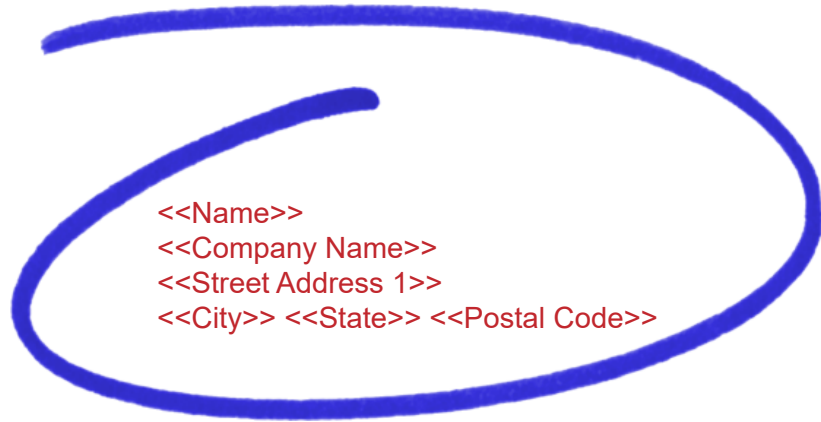 <<Name>>
<<Company Name>>
<<Street Address 1>>
<<City>> <<State>> <<Postal Code>>